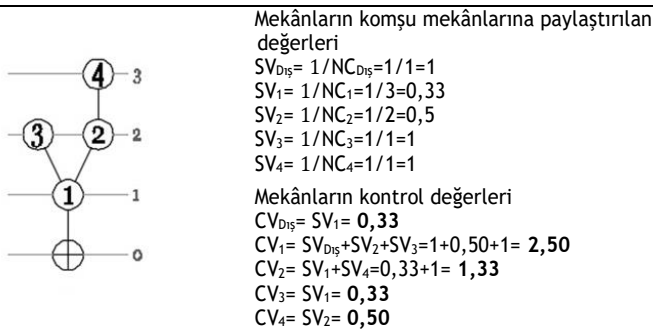 4 3
3 2 2
1 1
0
Mekânların komşu mekânlarına paylaştırılan
değerleri
SVDış= 1/NCDış=1/1=1
SV1= 1/NC1=1/3=0,33
SV2= 1/NC2=1/2=0,5
SV3= 1/NC3=1/1=1
SV4= 1/NC4=1/1=1
Mekânların kontrol değerleri
CVDış= SV1= 0,33
CV1= SVDış+SV2+SV3=1+0,50+1= 2,50
CV2= SV1+SV4=0,33+1= 1,33
CV3= SV1= 0,33
CV4= SV2= 0,50